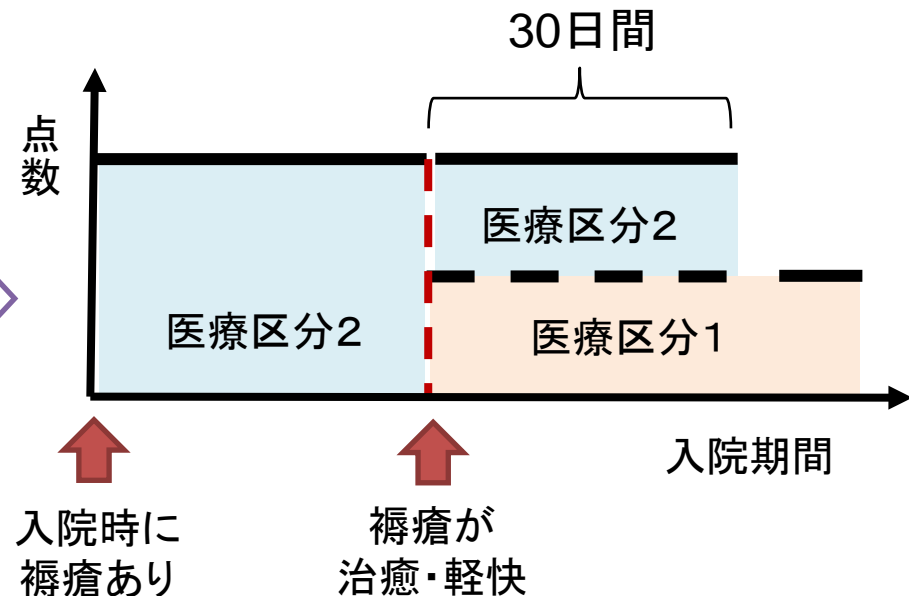 30日間
点数
医療区分2
医療区分2
医療区分1
入院期間
入院時に
褥瘡あり
褥瘡が
治癒・軽快